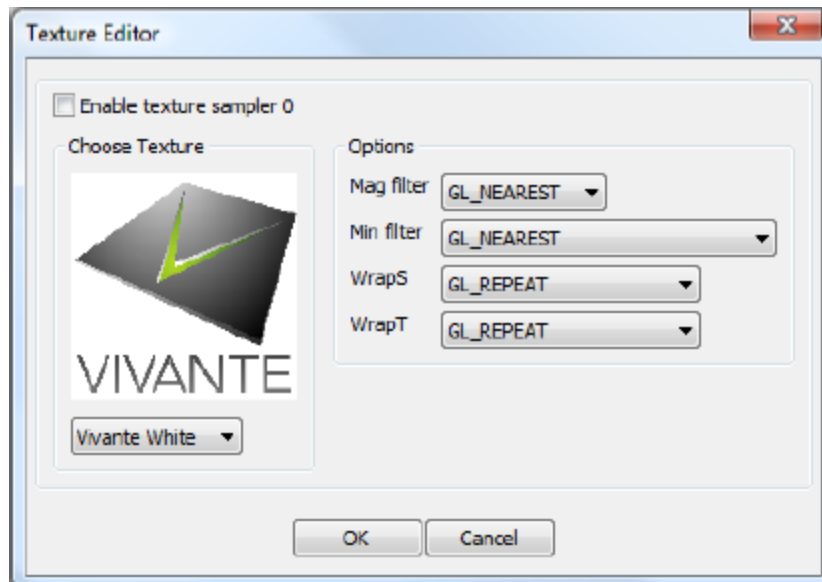 Texture Editor
Enable texture sampler 0
Choose Texture
VIVANTE
Vivante White
Options
Mag filter GL_NEAREST
Min filter GL_NEAREST
WrapS GL_REPEAT
WrapT GL_REPEAT
OK Cancel